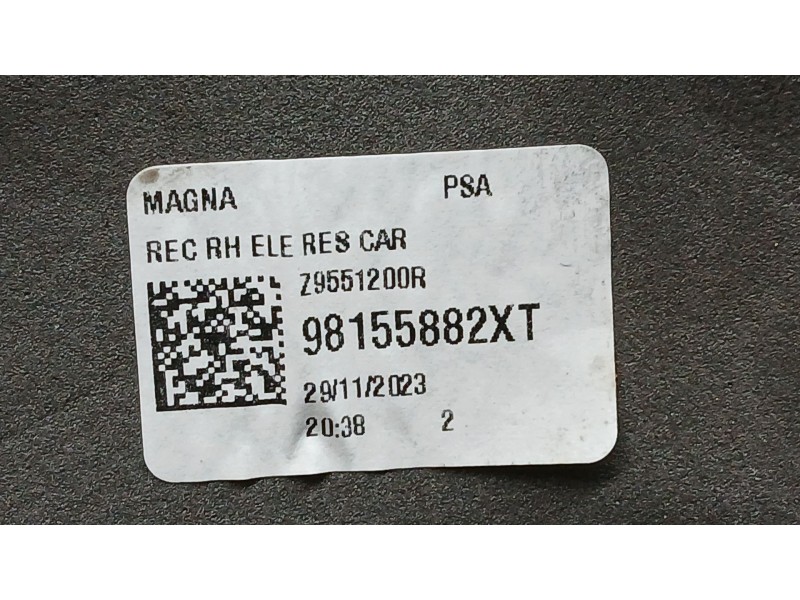 MAGNA PSA
REC RH ELE RES CAR
Z9551200R
98155882XT
29/11/2023
20:38 2